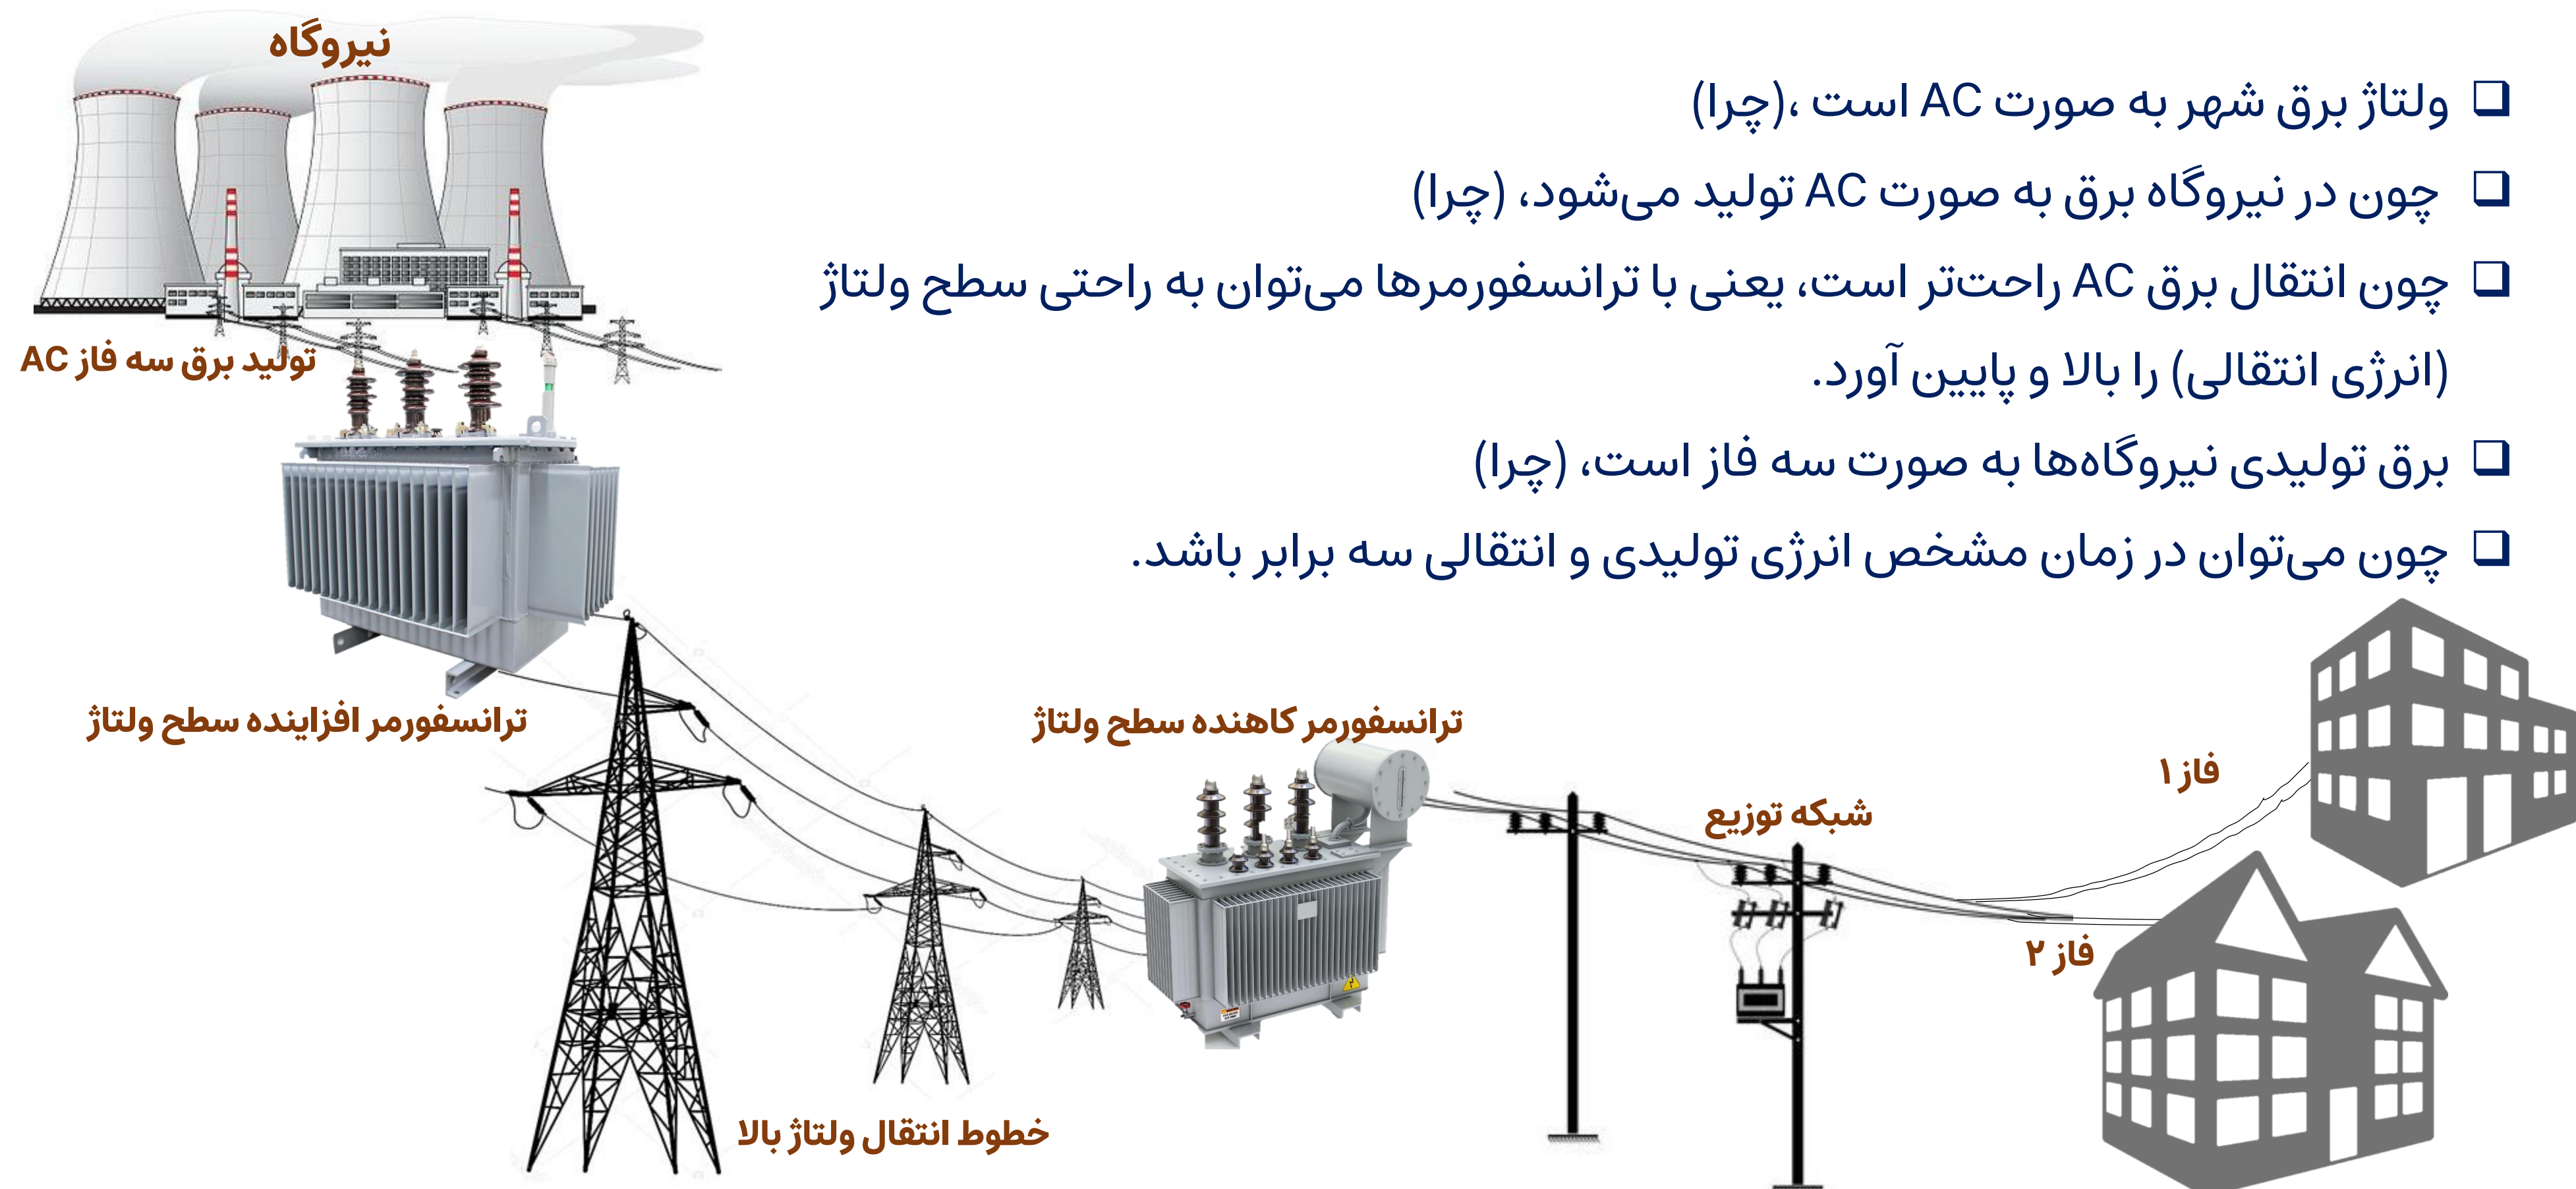 نیروگاه
ولتاژ برق شهر به صورت AC است ،(چرا)
چون در نیروگاه برق به صورت AC تولید می‌شود، (چرا)
چون انتقال برق AC راحت‌تر است، یعنی با ترانسفورمرها می‌توان به راحتی سطح ولتاژ
(انرژی انتقالی) را بالا و پایین آورد.
برق تولیدی نیروگاه‌ها به صورت سه فاز است، (چرا)
چون می‌توان در زمان مشخص انرژی تولیدی و انتقالی سه برابر باشد.
تولید برق سه فاز AC
ترانسفورمر افزاینده سطح ولتاژ
ترانسفورمر کاهنده سطح ولتاژ
فاز ۱
شبکه توزیع
فاز ۲
خطوط انتقال ولتاژ بالا